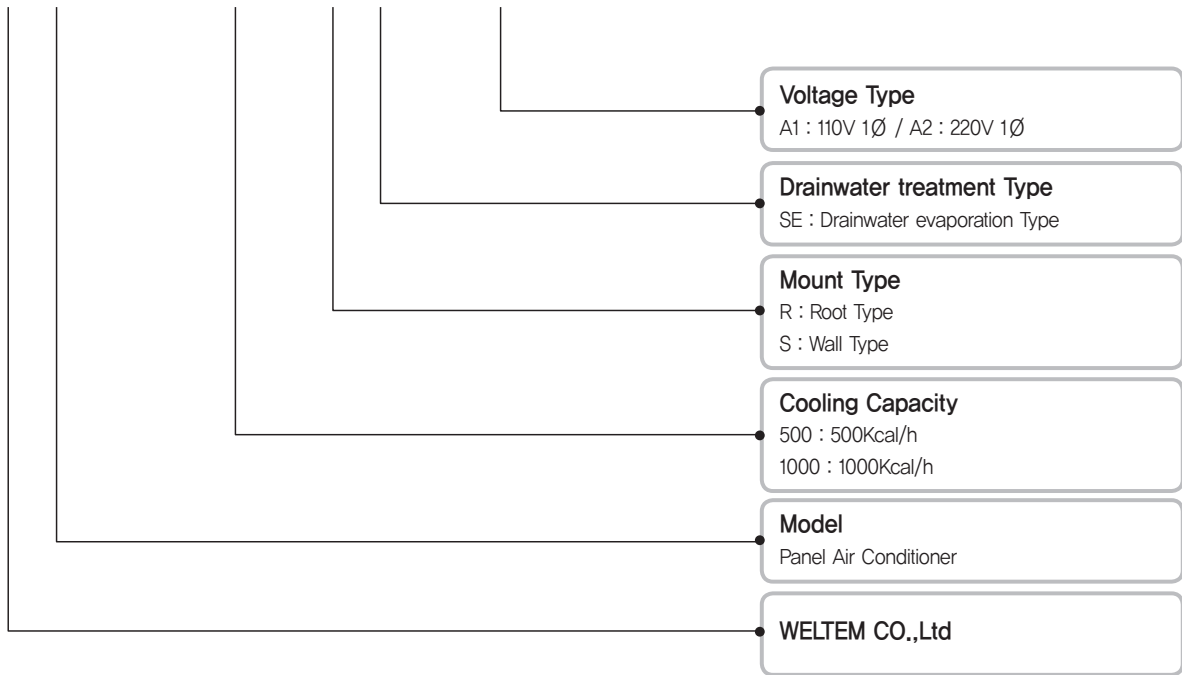 Voltage Type
A1 : 110V 1Ø / A2 : 220V 1Ø
Drainwater treatment Type
SE : Drainwater evaporation Type
Mount Type
R : Root Type
S : Wall Type
Cooling Capacity
500 : 500Kcal/h
1000 : 1000Kcal/h
Model
Panel Air Conditioner
WELTEM CO.,Ltd